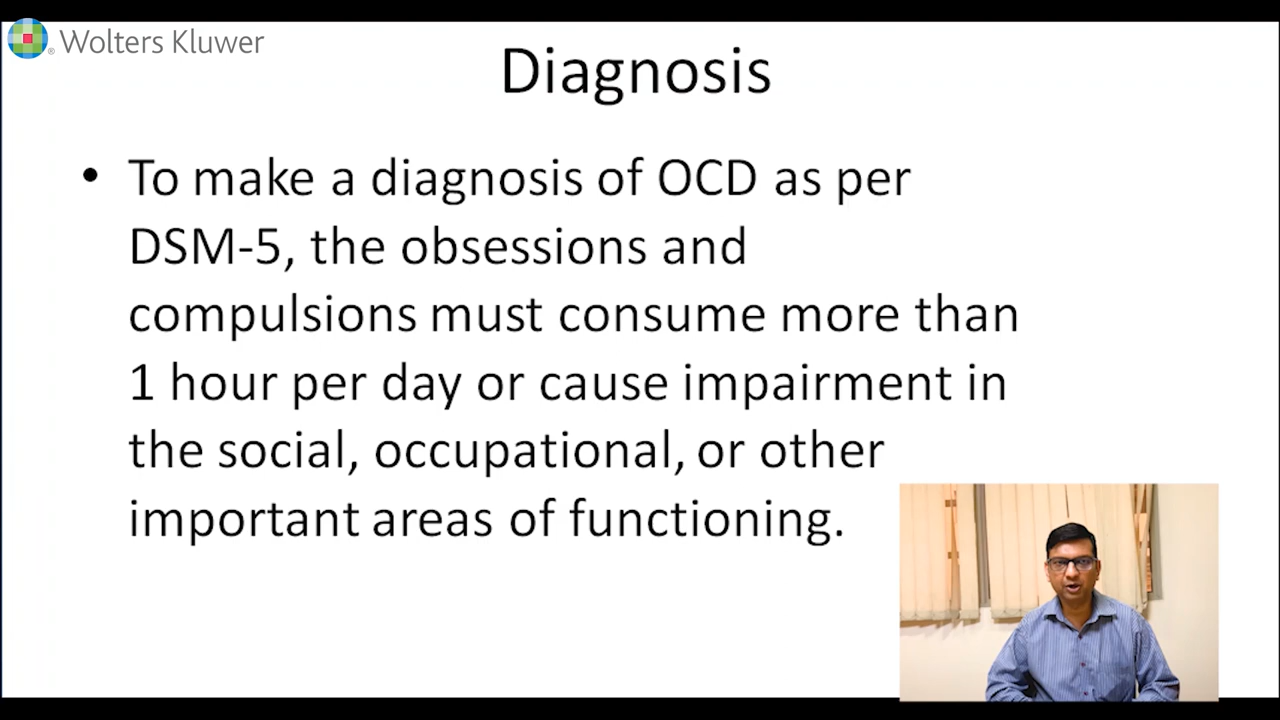 Wolters Kluwer
Diagnosis
• To make a diagnosis of OCD as per
DSM-5, the obsessions and
compulsions must consume more than
1 hour per day or cause impairment in
the social, occupational, or other
important areas of functioning.